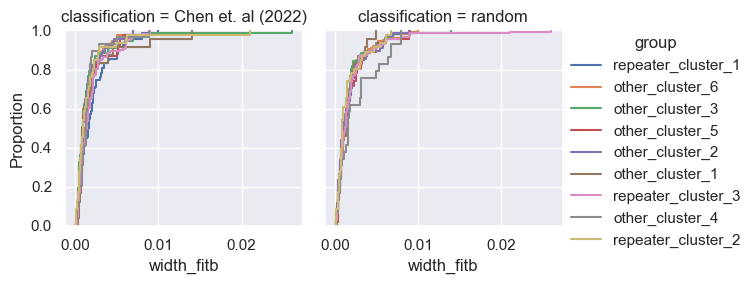 classification = Chen et. al (2022)
classification = random
Proportion
1.0
0.8
0.6
0.4
0.2
0.0
0.00
0.01
0.02
width_fitb
0.00
0.01
0.02
width_fitb
group
repeater_cluster_1
other_cluster_6
other_cluster_3
other_cluster_5
other_cluster_2
other_cluster_1
repeater_cluster_3
other_cluster_4
repeater_cluster_2